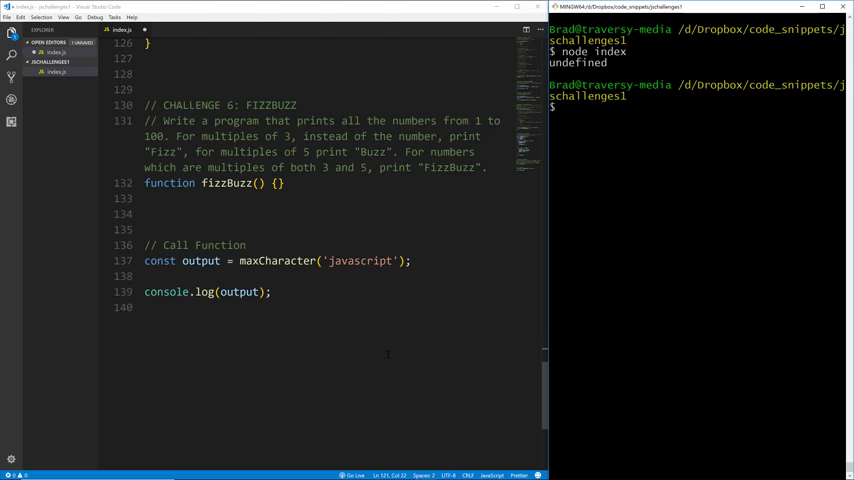 index.js - jschallenges1 - Visual Studio Code
File Edit Selection View Go Debug Tasks Help
EXPLORER
OPEN EDITORS 1 UNSAVED
index.js
JSCHALLENGES1
index.js
index.js
126 }
127
128
129
130 // CHALLENGE 6: FIZZBUZZ
131 // Write a program that prints all the numbers from 1 to
100. For multiples of 3, instead of the number, print
"Fizz", for multiples of 5 print "Buzz". For numbers
which are multiples of both 3 and 5, print "FizzBuzz".
132 function fizzBuzz() {}
133
134
135
136 // Call Function
137 const output = maxCharacter('javascript');
138
139 console.log(output);
140
0 0 Go Live Ln 121, Col 22 Spaces: 2 UTF-8 CRLF JavaScript Prettier
MINGW64:/d/Dropbox/code_snippets/jschallenges1
Brad@traversy-media /d/Dropbox/code_snippets/j
schallenges1
$ node index
undefined
Brad@traversy-media /d/Dropbox/code_snippets/j
schallenges1
$